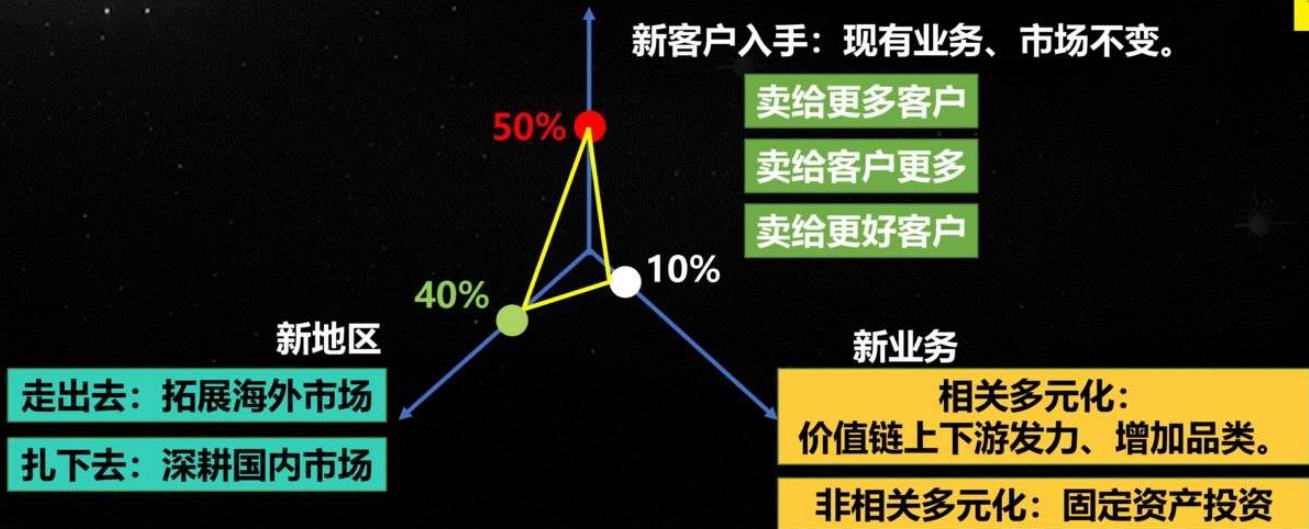 新客户入手：现有业务、市场不变。
卖给更多客户
50%
卖给客户更多
卖给更好客户
10%
40%
新地区
新业务
走出去：拓展海外市场
相关多元化：
价值链上下游发力、增加品类。
扎下去：深耕国内市场
非相关多元化：固定资产投资